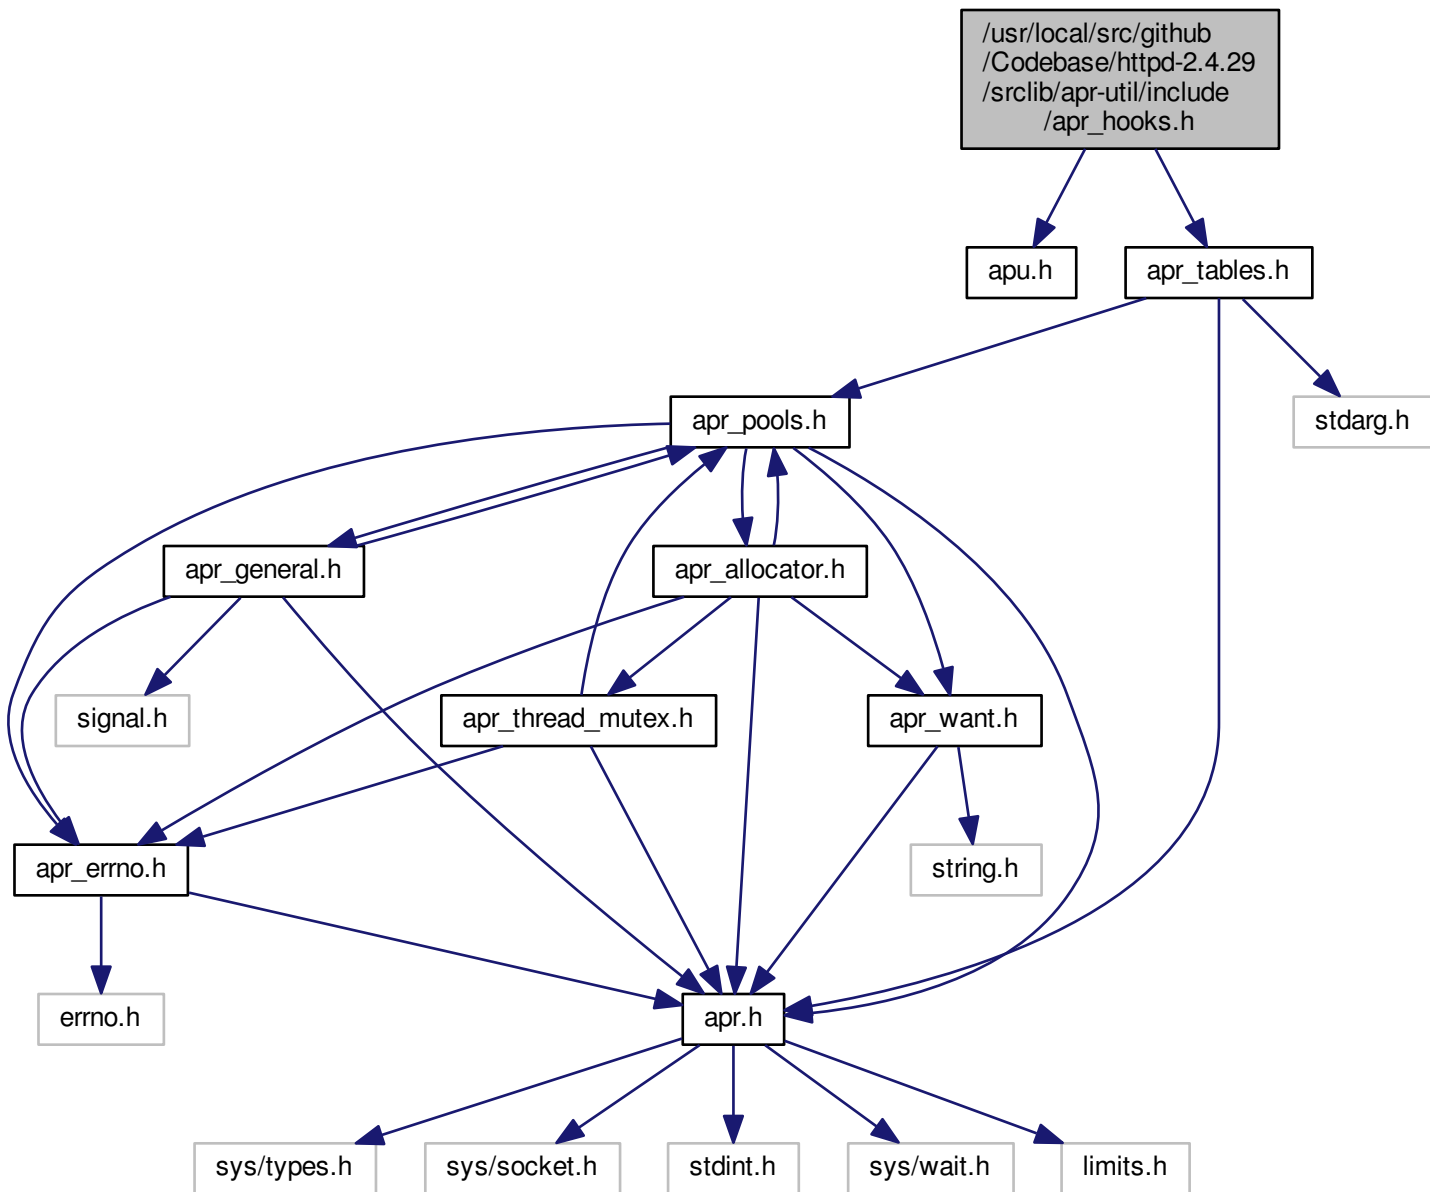 /usr/local/src/github
/Codebase/httpd-2.4.29
/srclib/apr-util/include
/apr_hooks.h
apu.h
apr_tables.h
apr_pools.h
stdarg.h
apr_general.h
apr_allocator.h
signal.h
apr_thread_mutex.h
apr_want.h
apr_errno.h
string.h
errno.h
apr.h
sys/types.h
sys/socket.h
stdint.h
sys/wait.h
limits.h